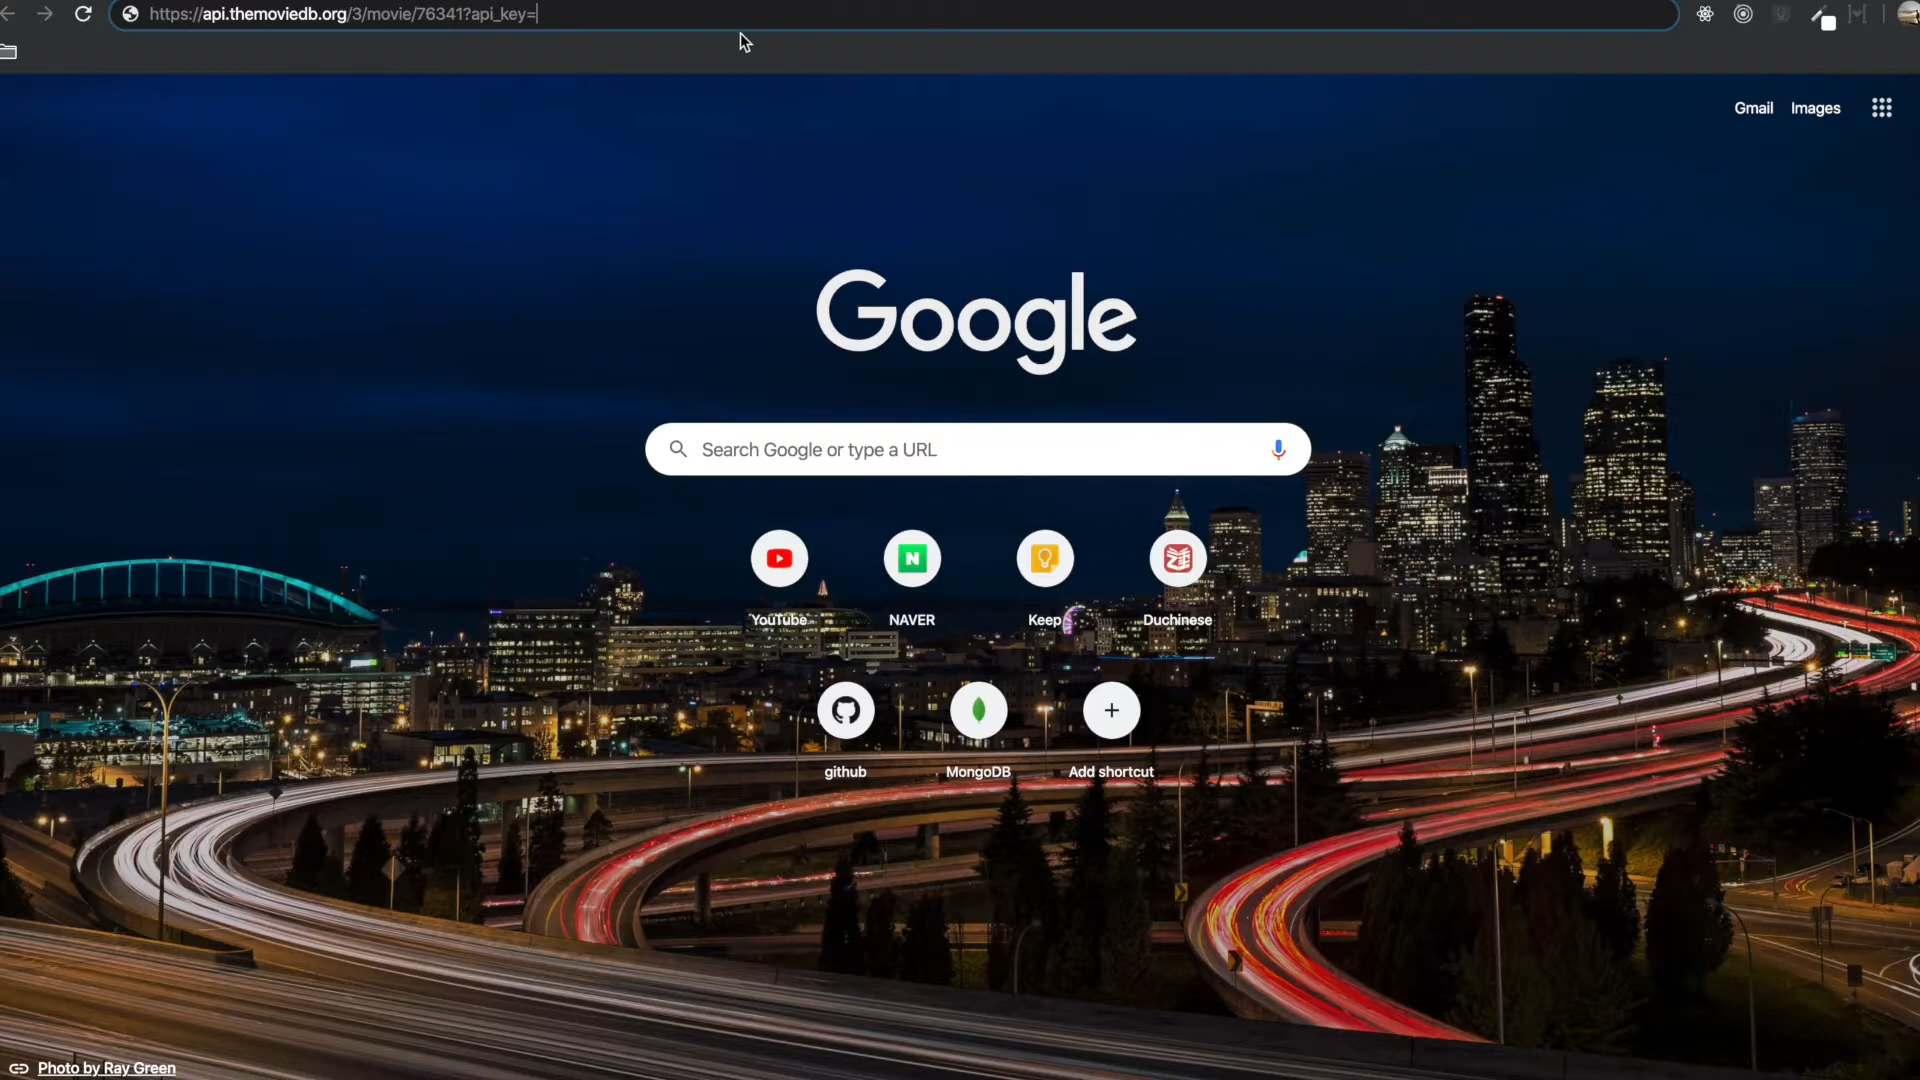 https://api.themoviedb.org/3/movie/76341?api_key=
Gmail Images
Google
Search Google or type a URL
YouTube NAVER Keep Duchinese
github MongoDB Add shortcut
Photo by Ray Green